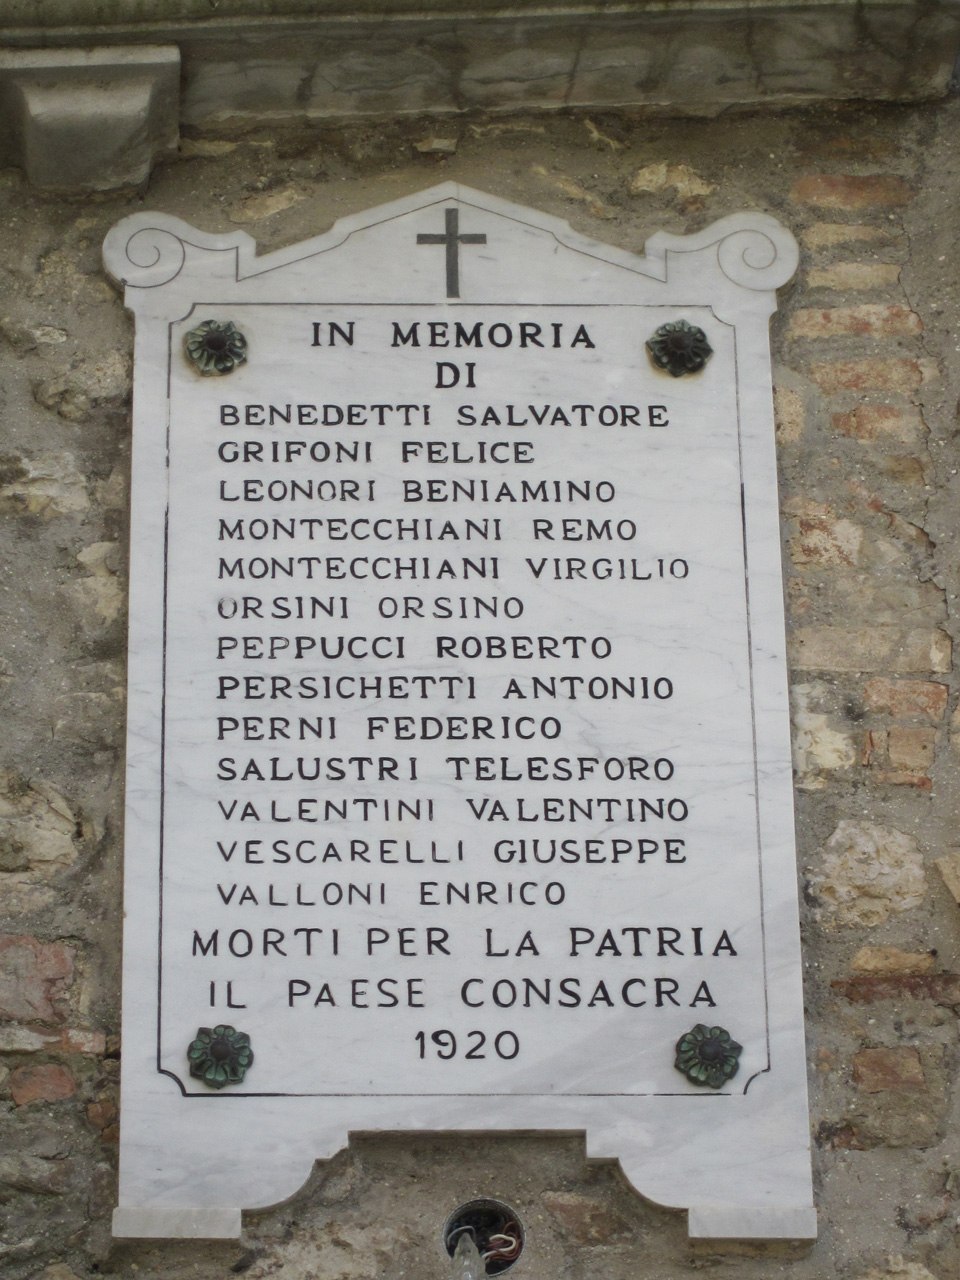 IN MEMORIA
DI
BENEDETTI SALVATORE
GRIFONI FELICE
LEONORI BENIAMINO
MONTECCHIANI REMO
MONTECCHIANI VIRGILIO
ORSINI ORSINO
PEPPUCCI ROBERTO
PERSICHETTI ANTONIO
PERNI FEDERICO
SALUSTRI TELESFORO
VALENTINI VALENTINO
VESCARELLI GIUSEPPE
VALLONI ENRICO
MORTI PER LA PATRIA
IL PAESE CONSACRA
1920